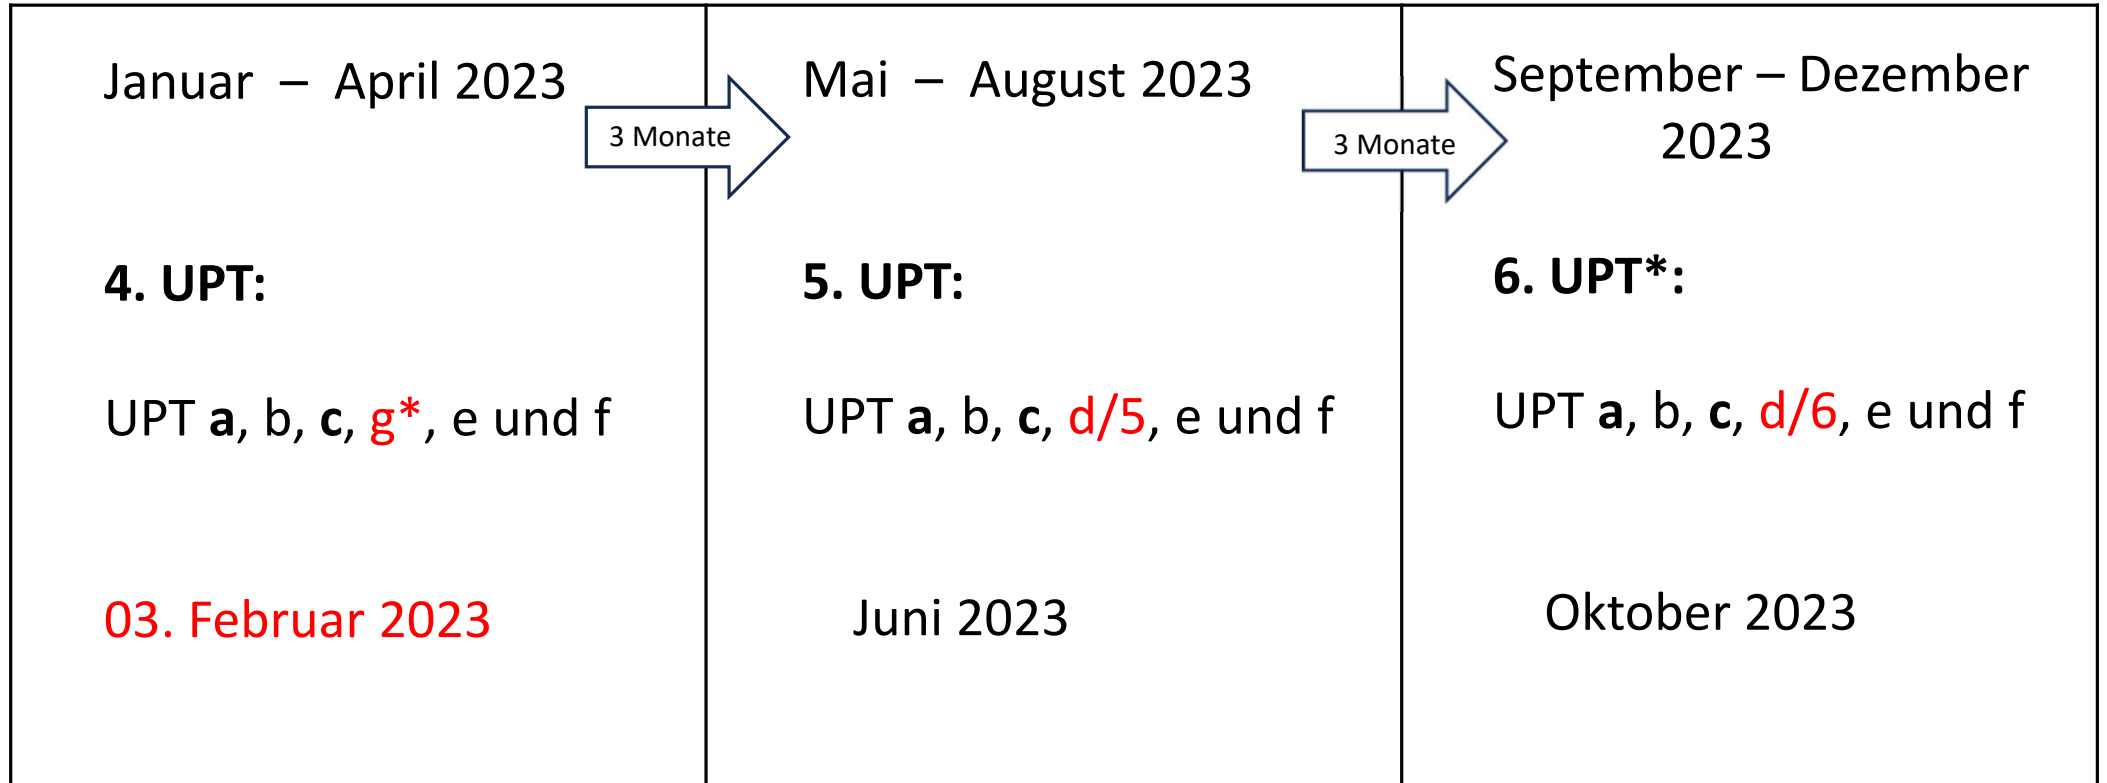 Januar – April 2023
3 Monate
4. UPT:
UPT a, b, c, g*, e und f
03. Februar 2023
Mai – August 2023
3 Monate
5. UPT:
UPT a, b, c, d/5, e und f
Juni 2023
September – Dezember
2023
6. UPT*:
UPT a, b, c, d/6, e und f
Oktober 2023